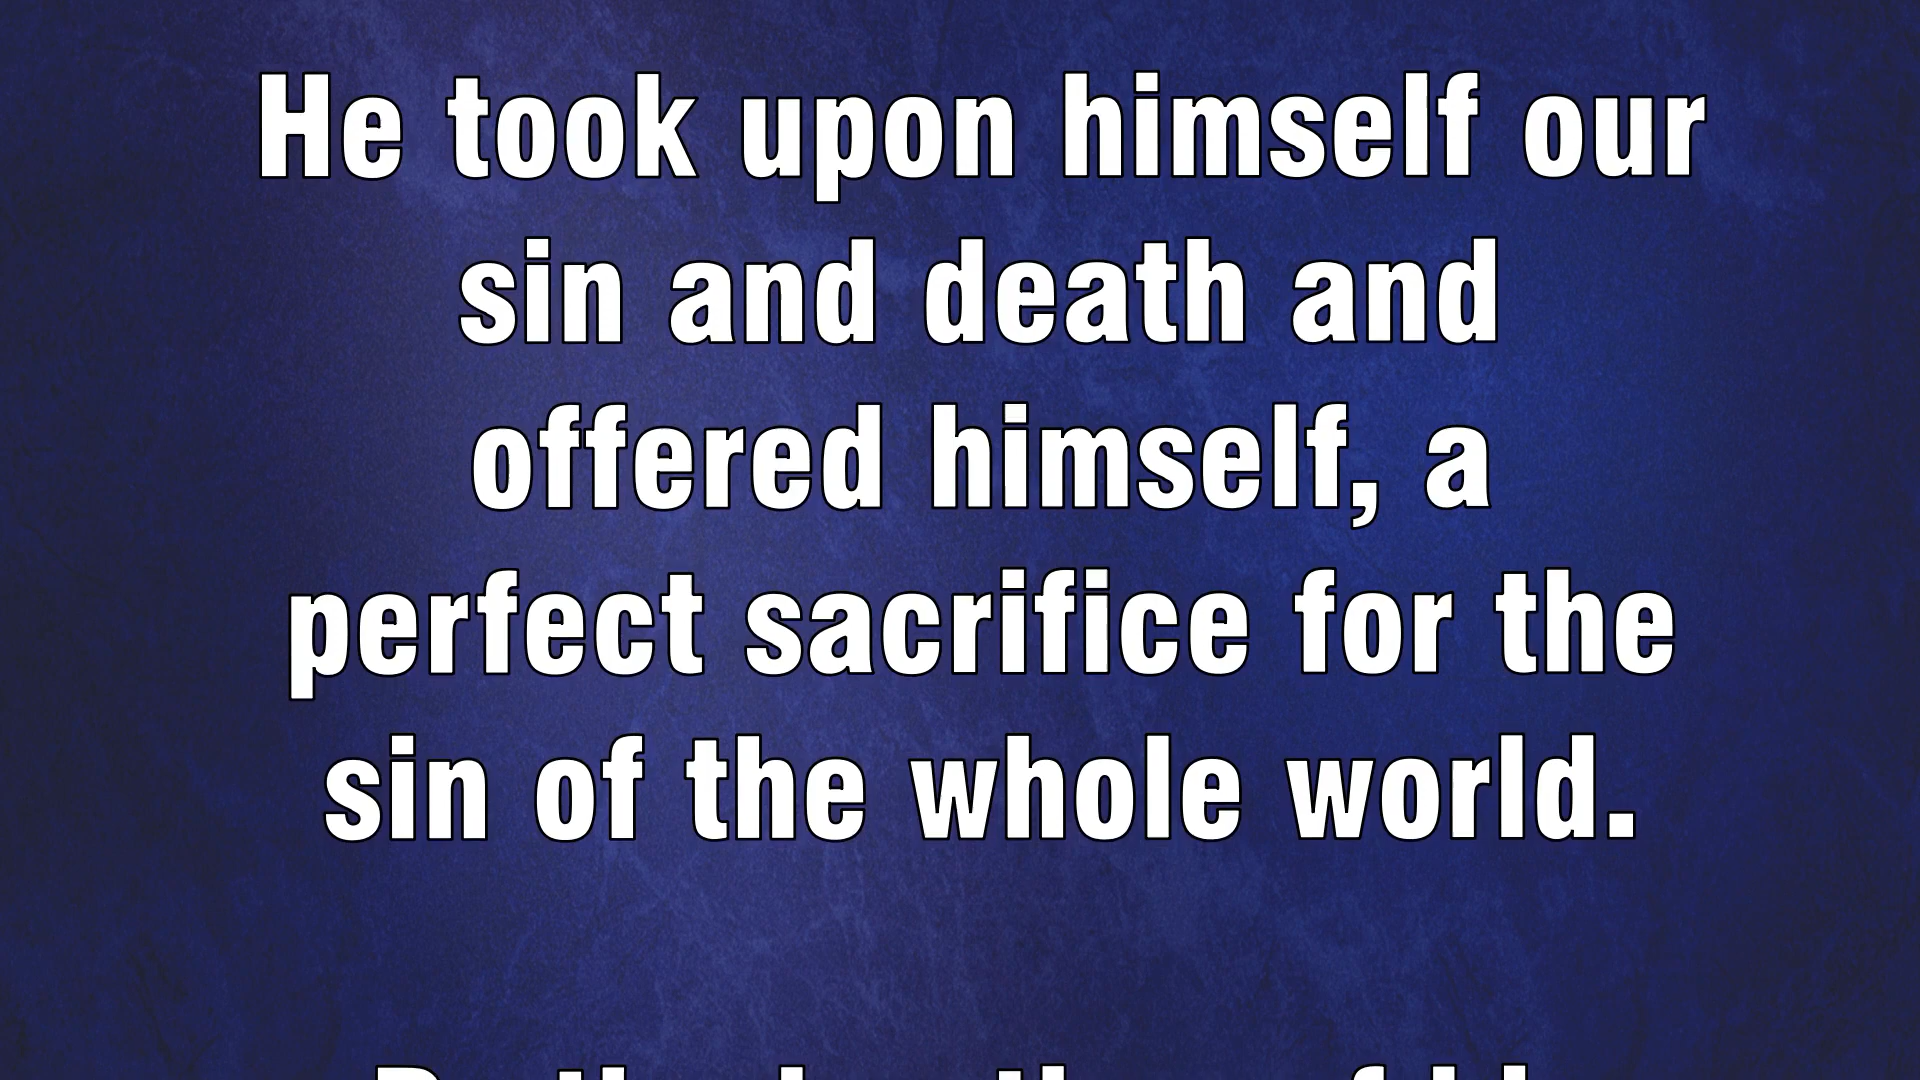 He took upon himself our
sin and death and
offered himself, a
perfect sacrifice for the
sin of the whole world.